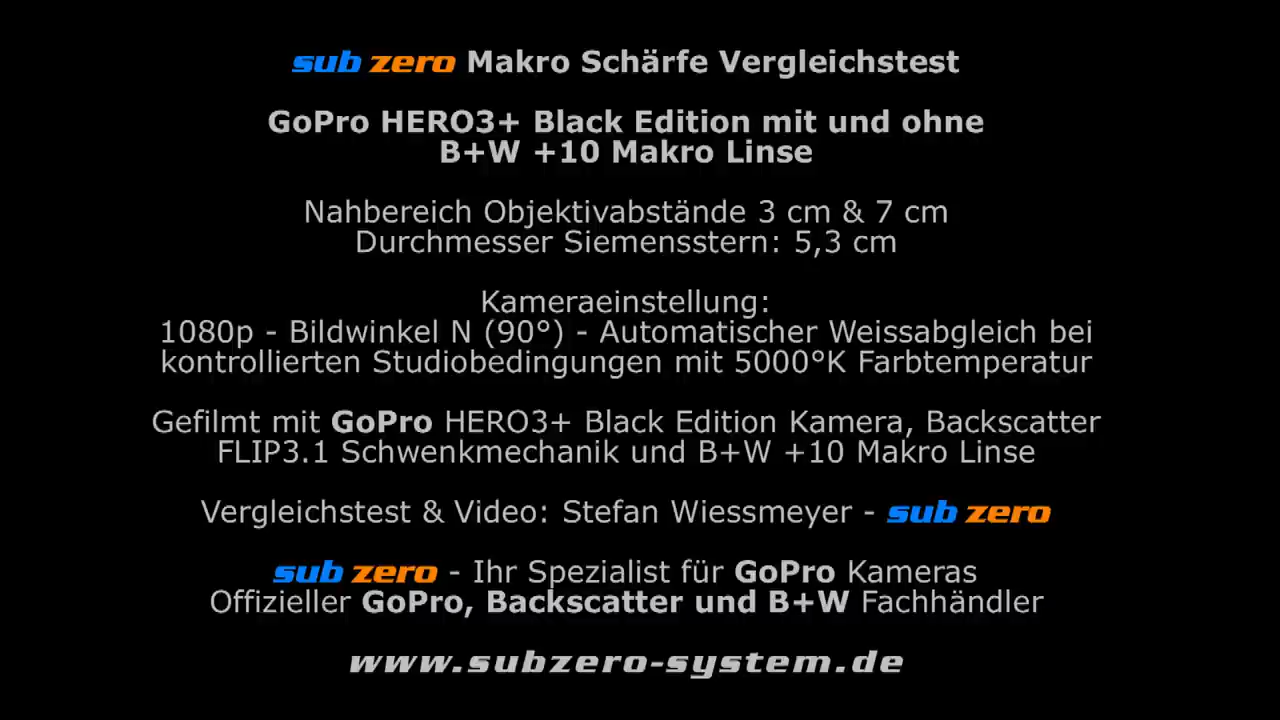 sub zero Makro Schärfe Vergleichstest
GoPro HERO3+ Black Edition mit und ohne
B+W +10 Makro Linse
Nahbereich Objektivabstände 3 cm & 7 cm
Durchmesser Siemensstern: 5,3 cm
Kameraeinstellung:
1080p - Bildwinkel N (90°) - Automatischer Weissabgleich bei
kontrollierten Studiobedingungen mit 5000°K Farbtemperatur
Gefilmt mit GoPro HERO3+ Black Edition Kamera, Backscatter
FLIP3.1 Schwenkmechanik und B+W +10 Makro Linse
Vergleichstest & Video: Stefan Wiessmeyer - sub zero
sub zero - Ihr Spezialist für GoPro Kameras
Offizieller GoPro, Backscatter und B+W Fachhändler
www.subzero-system.de